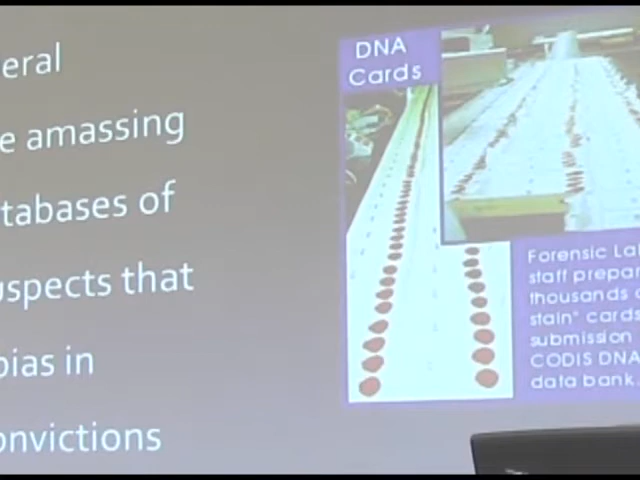 eral
e amassing
tabases of
uspects that
bias in
onvictions
DNA
Cards
Forensic La
staff prepar
thousands o
stain" cards
submission
CODIS DNA
data bank.